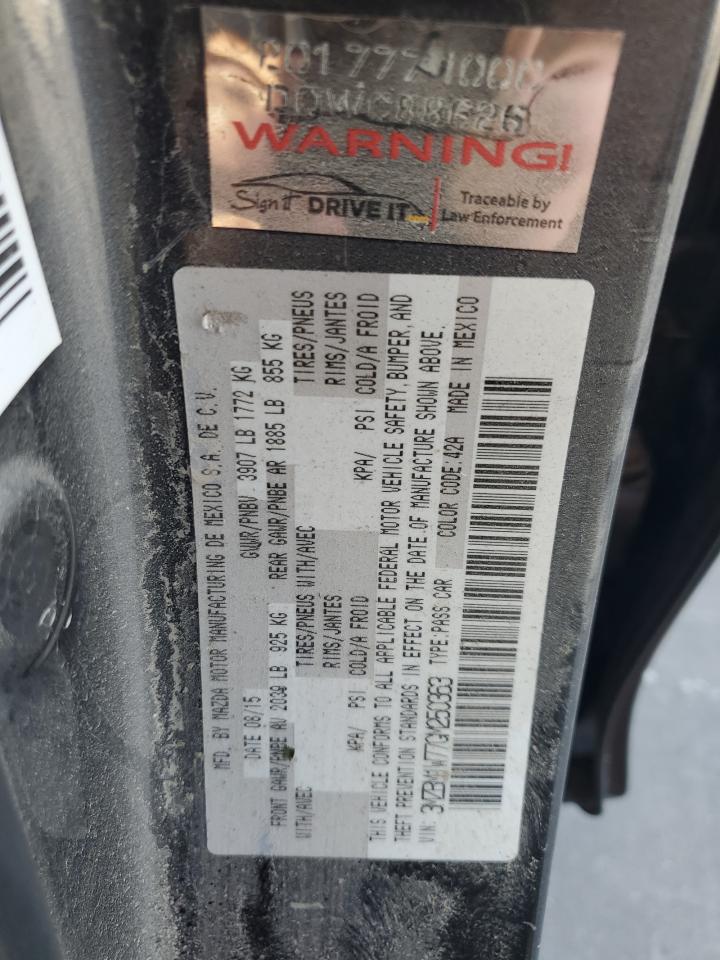 WARNING!
Sign it DRIVE IT
Traceable by
Law Enforcement
MFD. BY MAZDA MOTOR MANUFACTURING DE MEXICO S.A. DE C.V.
DATE 08/15 GVWR/PNBV 3907 LB 1772 KG
FRONT GAWR/PNBE AV 2039 LB 925 KG REAR GAWR/PNBE AR 1885 LB 855 KG
WITH/AVEC TIRES/PNEUS WITH/AVEC TIRES/PNEUS
RIMS/JANTES RIMS/JANTES
KPA/ PSI COLD/A FROID KPA/ PSI COLD/A FROID
THIS VEHICLE CONFORMS TO ALL APPLICABLE FEDERAL MOTOR VEHICLE SAFETY, BUMPER, AND
THEFT PREVENTION STANDARDS IN EFFECT ON THE DATE OF MANUFACTURE SHOWN ABOVE.
VIN: 3MZBM1W77GM250363 TYPE:PASS CAR COLOR CODE:42A MADE IN MEXICO